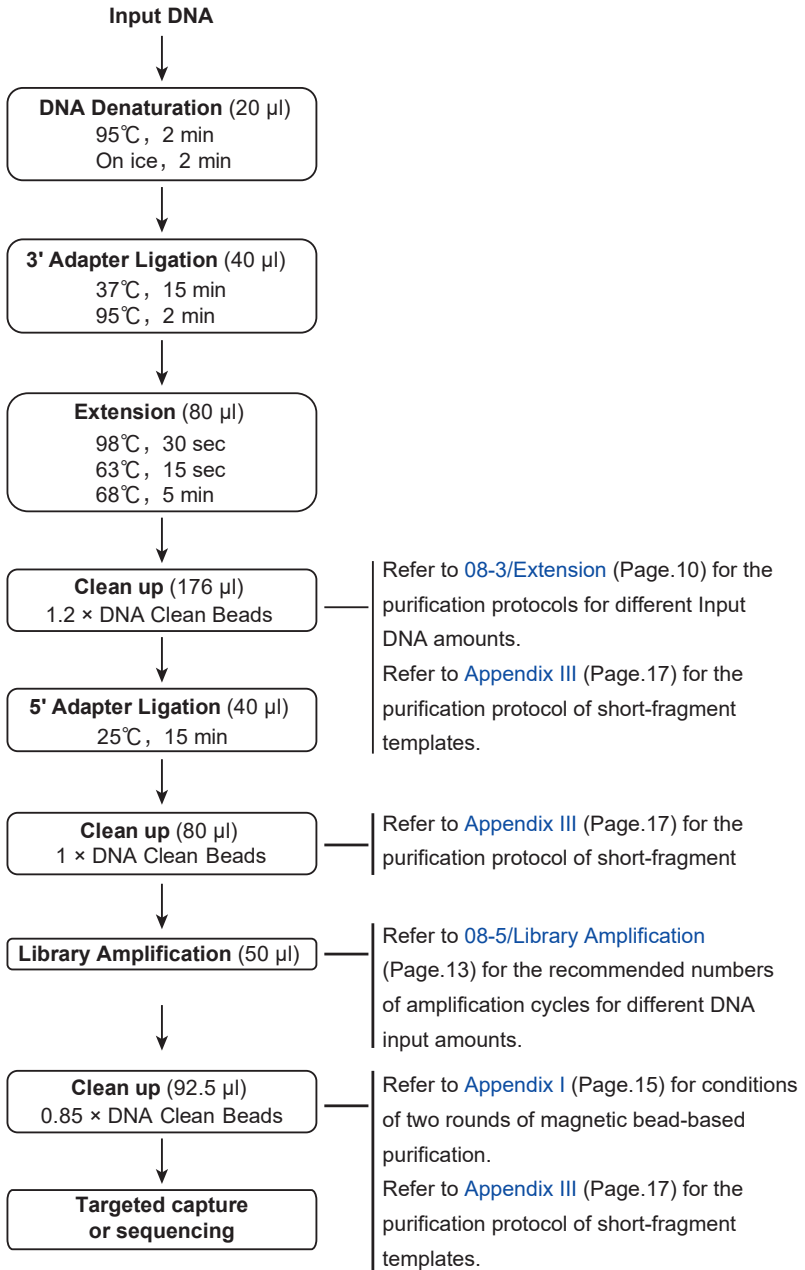 Input DNA
DNA Denaturation (20 μl)
95℃，2 min
On ice，2 min
3' Adapter Ligation (40 μl)
37℃，15 min
95℃，2 min
Extension (80 μl)
98℃，30 sec
63℃，15 sec
68℃，5 min
Clean up (176 μl)
1.2 × DNA Clean Beads
Refer to 08-3/Extension (Page.10) for the
purification protocols for different Input
DNA amounts.
Refer to Appendix III (Page.17) for the
purification protocol of short-fragment
templates.
5' Adapter Ligation (40 μl)
25℃，15 min
Clean up (80 μl)
1 × DNA Clean Beads
Refer to Appendix III (Page.17) for the
purification protocol of short-fragment
Library Amplification (50 μl)
Refer to 08-5/Library Amplification
(Page.13) for the recommended numbers
of amplification cycles for different DNA
input amounts.
Clean up (92.5 μl)
0.85 × DNA Clean Beads
Refer to Appendix I (Page.15) for conditions
of two rounds of magnetic bead-based
purification.
Refer to Appendix III (Page.17) for the
purification protocol of short-fragment
templates.
Targeted capture
or sequencing